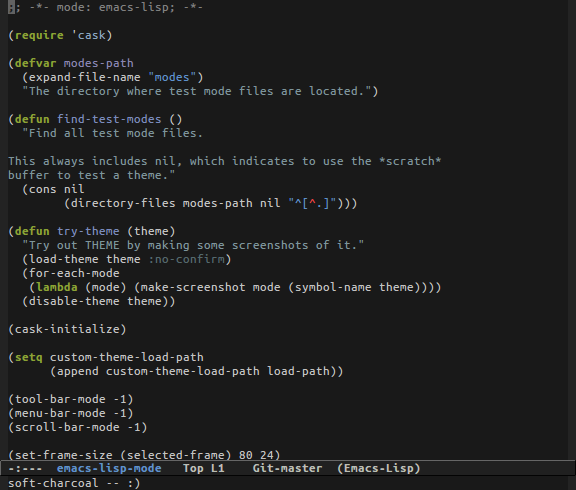 ;; -*- mode: emacs-lisp; -*-

(require 'cask)

(defvar modes-path
  (expand-file-name "modes")
  "The directory where test mode files are located.")

(defun find-test-modes ()
  "Find all test mode files.

This always includes nil, which indicates to use the *scratch*
buffer to test a theme."
  (cons nil
        (directory-files modes-path nil "^[^.]")))

(defun try-theme (theme)
  "Try out THEME by making some screenshots of it."
  (load-theme theme :no-confirm)
  (for-each-mode
   (lambda (mode) (make-screenshot mode (symbol-name theme))))
  (disable-theme theme))

(cask-initialize)

(setq custom-theme-load-path
      (append custom-theme-load-path load-path))

(tool-bar-mode -1)
(menu-bar-mode -1)
(scroll-bar-mode -1)

(set-frame-size (selected-frame) 80 24)
-:---  emacs-lisp-mode   Top L1    Git-master  (Emacs-Lisp)
soft-charcoal -- :)